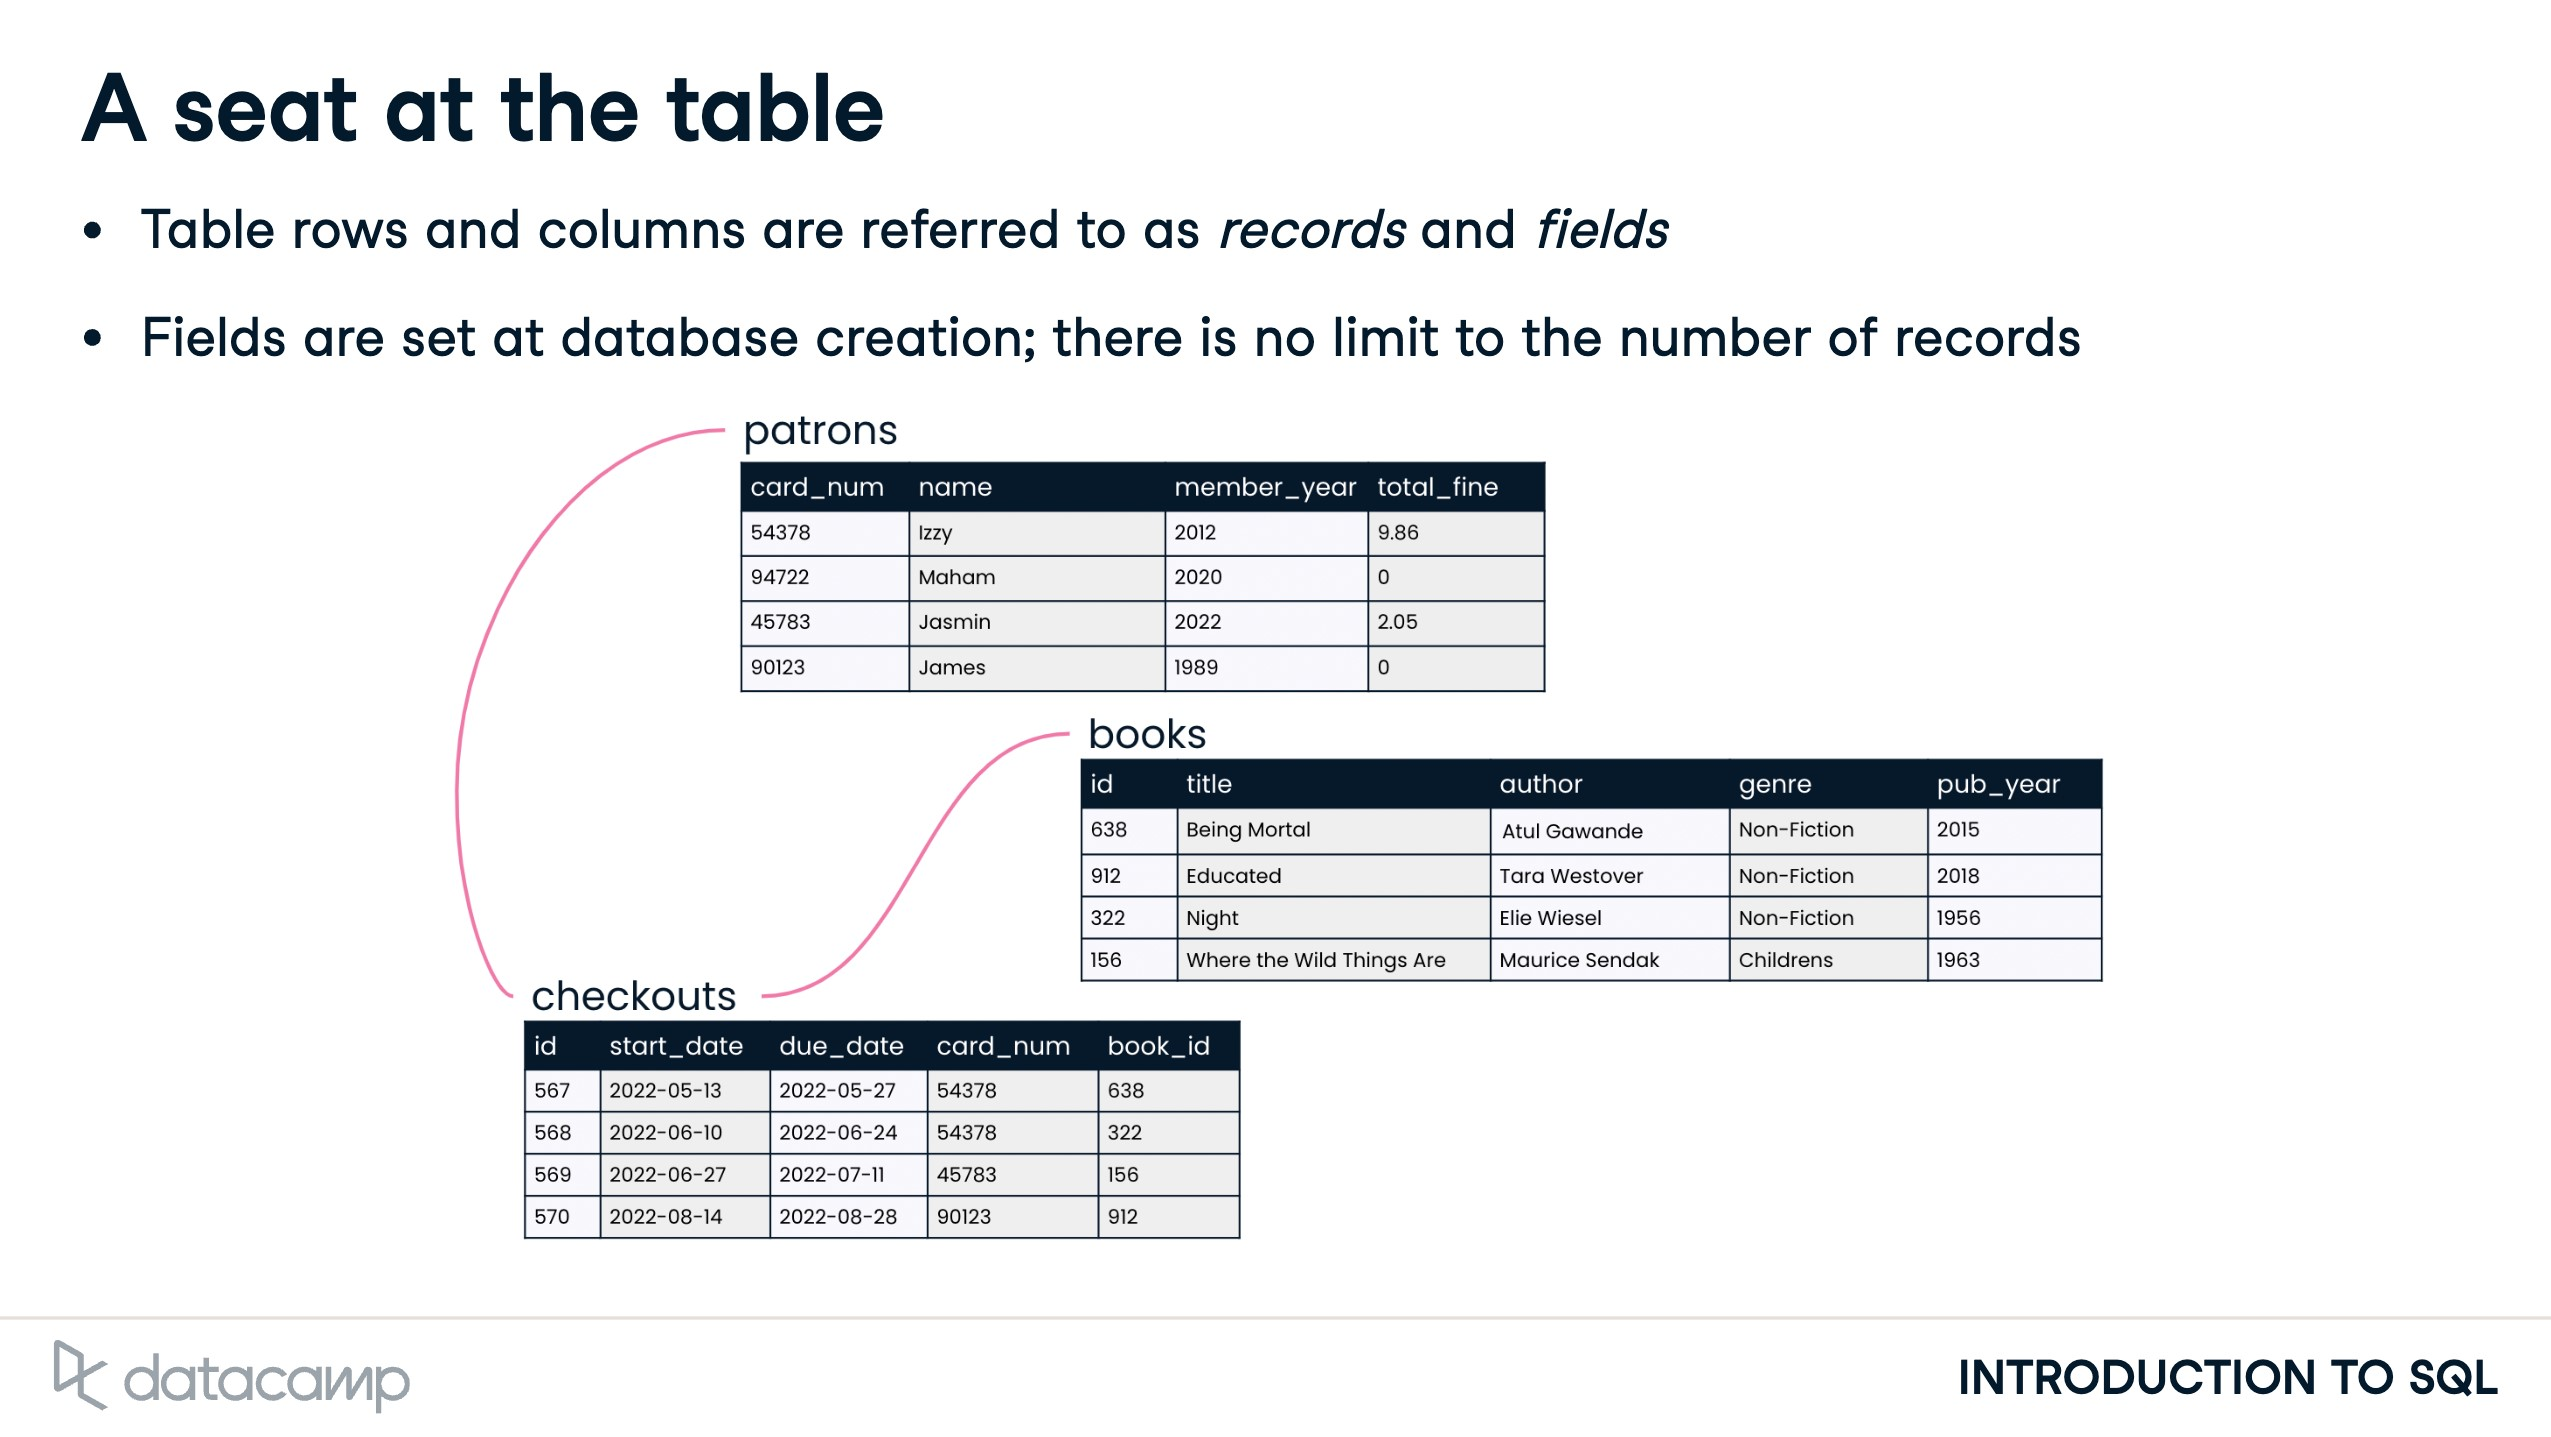 A seat at the table
• Table rows and columns are referred to as records and fields
• Fields are set at database creation; there is no limit to the number of records
patrons
card_num name member_year total_fine
54378 Izzy 2012 9.86
94722 Maham 2020 0
45783 Jasmin 2022 2.05
90123 James 1989 0
books
id title author genre pub_year
638 Being Mortal Atul Gawande Non-Fiction 2015
912 Educated Tara Westover Non-Fiction 2018
322 Night Elie Wiesel Non-Fiction 1956
156 Where the Wild Things Are Maurice Sendak Childrens 1963
checkouts
id start_date due_date card_num book_id
567 2022-05-13 2022-05-27 54378 638
568 2022-06-10 2022-06-24 54378 322
569 2022-06-27 2022-07-11 45783 156
570 2022-08-14 2022-08-28 90123 912
datacamp
INTRODUCTION TO SQL